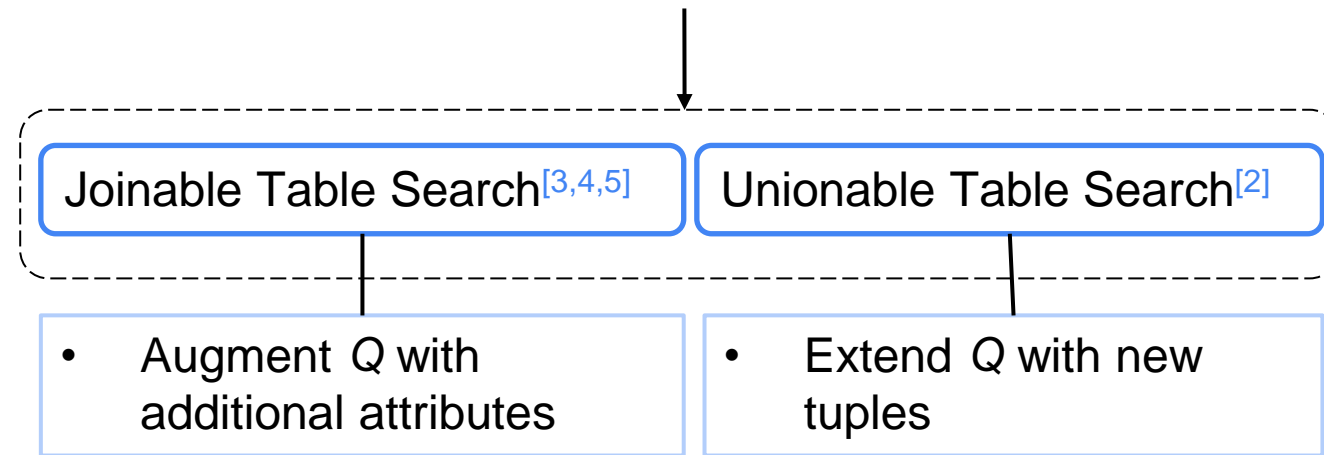 Joinable Table Search[3,4,5]
Unionable Table Search[2]
• Augment Q with
additional attributes
• Extend Q with new
tuples